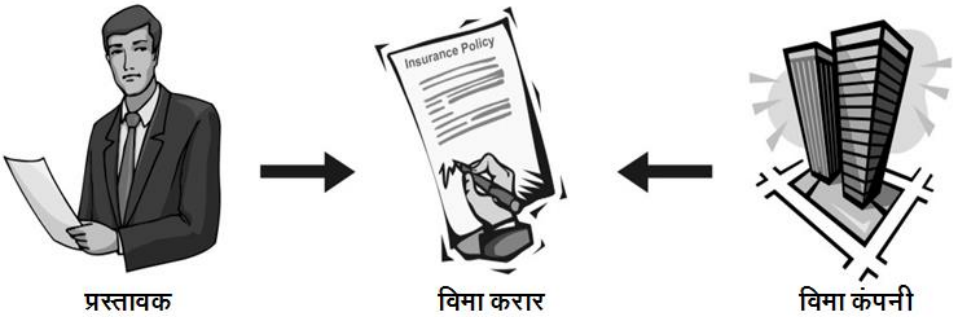 Insurance Policy
प्रस्तावक
विमा करार
विमा कंपनी